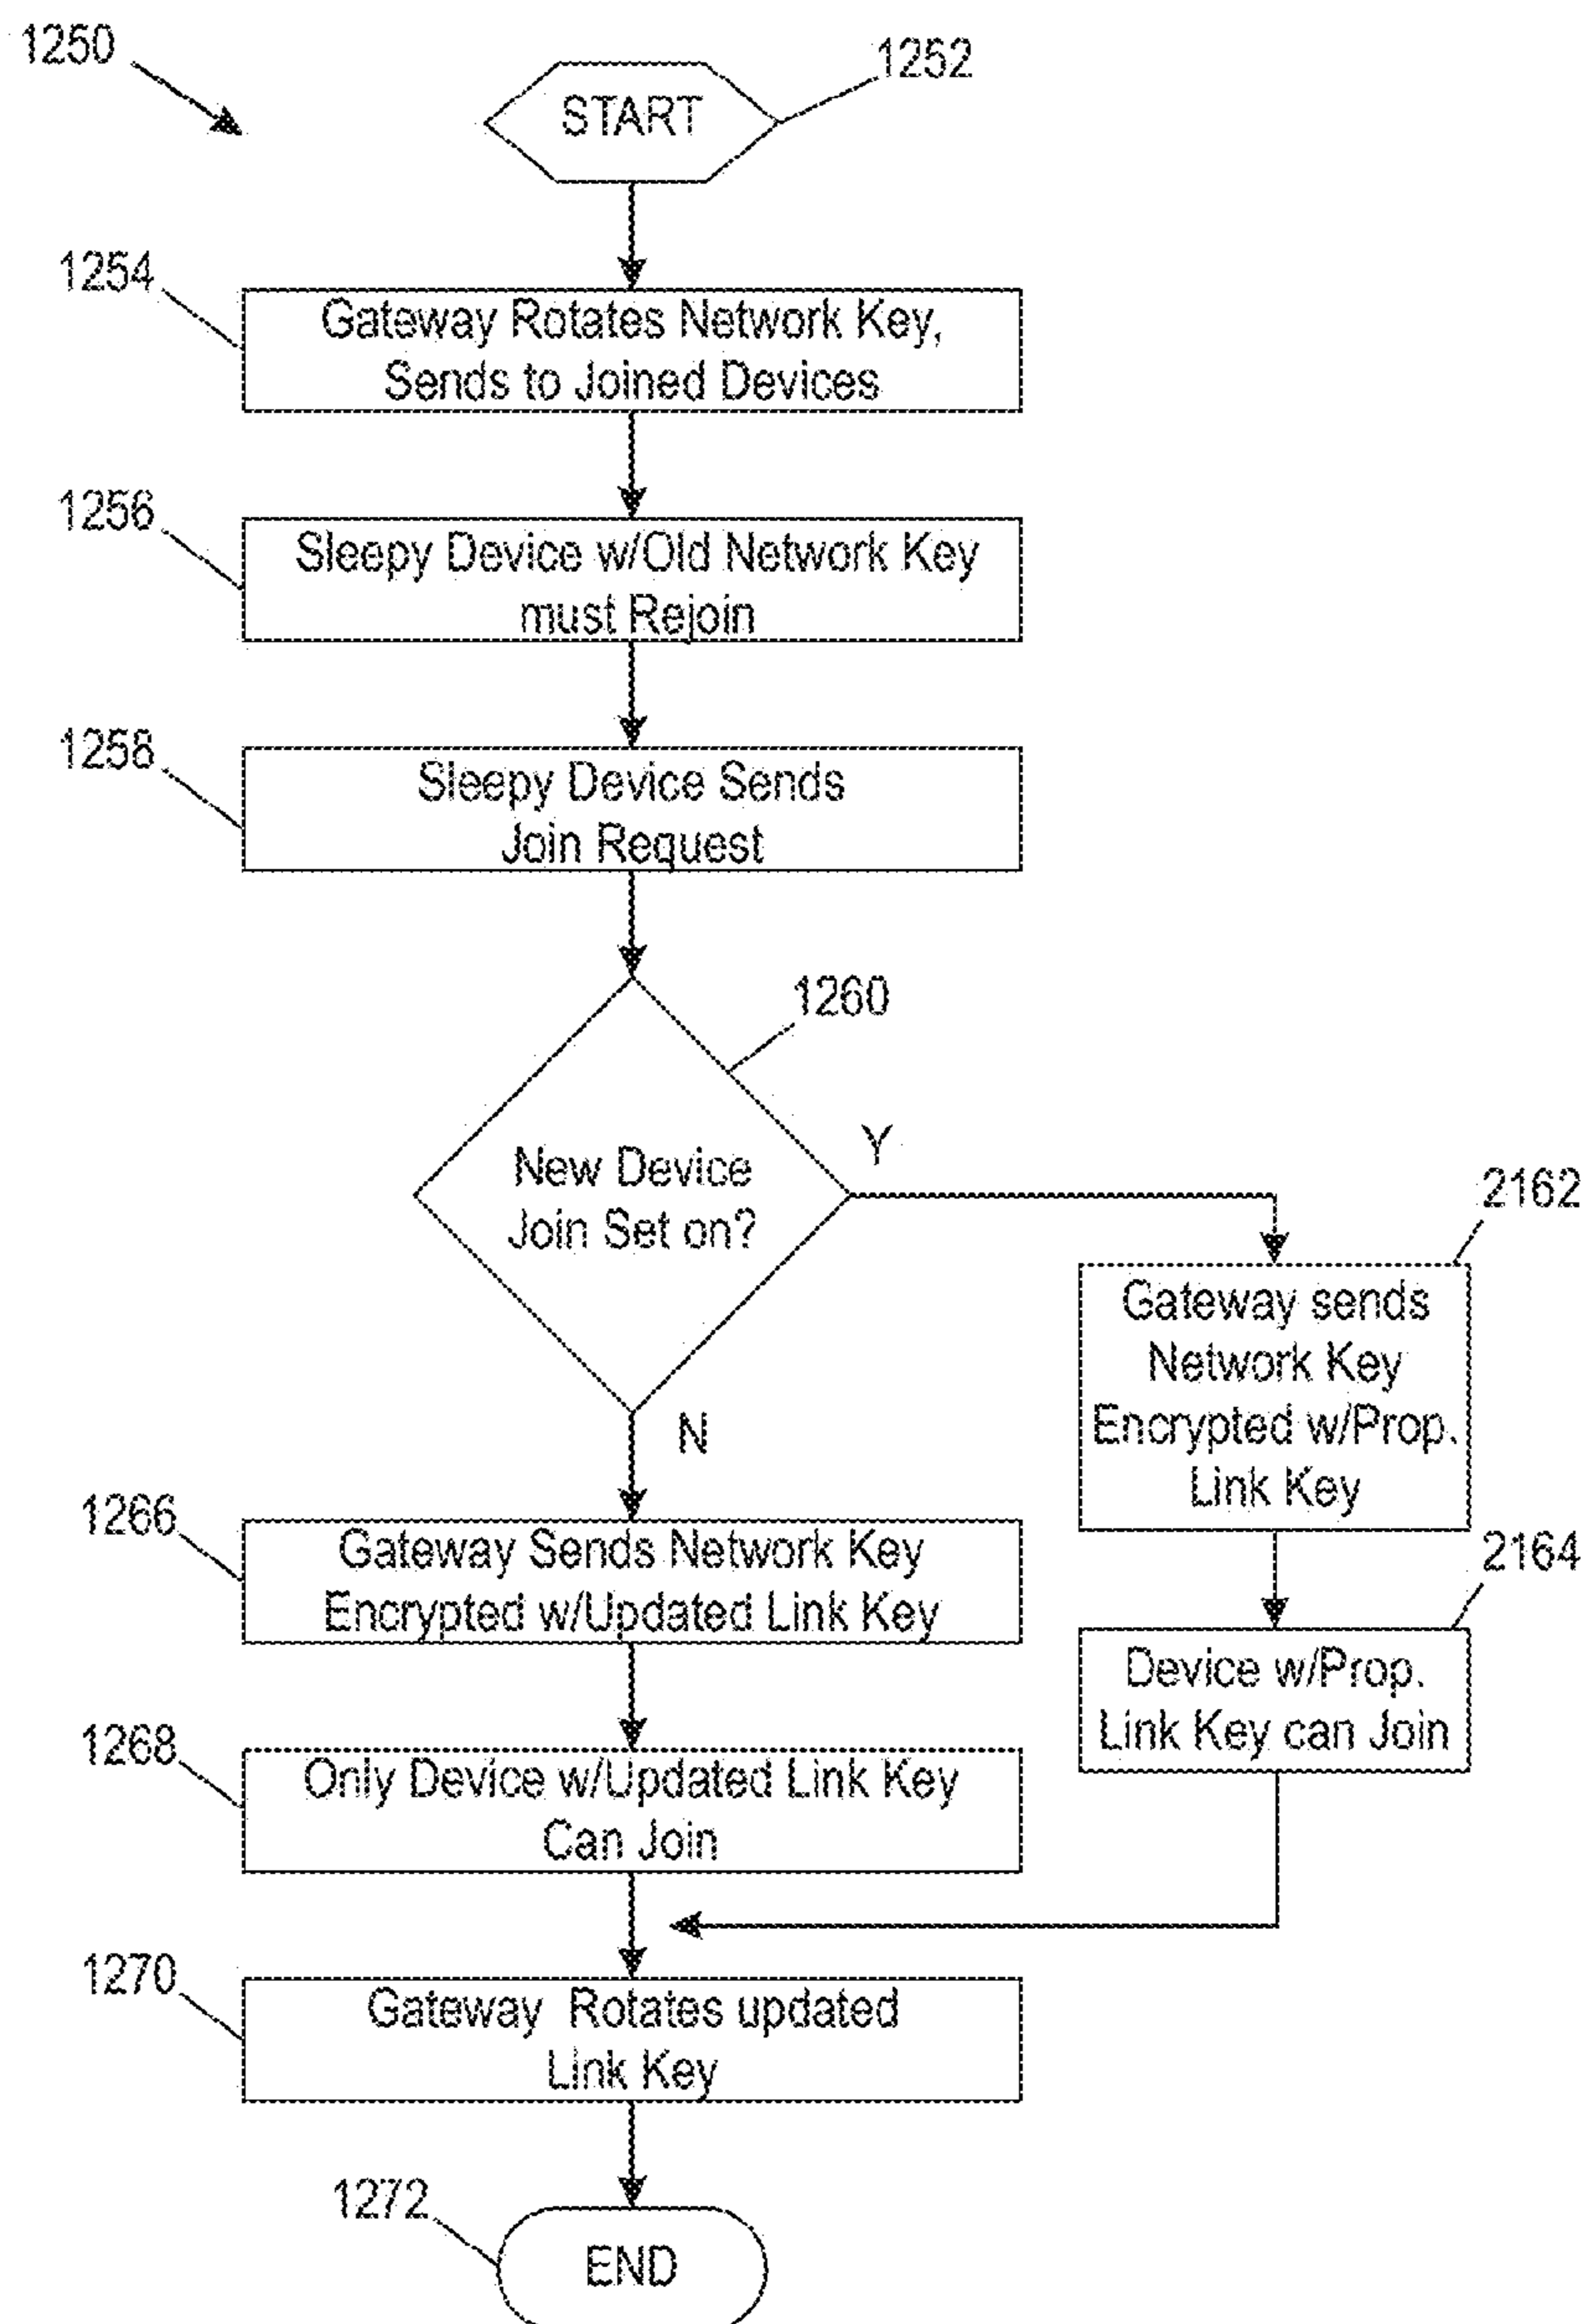 1250
1252
START
1254
Gateway Rotates Network Key,
Sends to Joined Devices
1256
Sleepy Device w/Old Network Key
must Rejoin
1258
Sleepy Device Sends
Join Request
1260
New Device
Join Set on?
Y
N
2162
Gateway sends
Network Key
Encrypted w/Prop.
Link Key
2164
Device w/Prop.
Link Key can Join
1266
Gateway Sends Network Key
Encrypted w/Updated Link Key
1268
Only Device w/Updated Link Key
Can Join
1270
Gateway Rotates updated
Link Key
1272
END